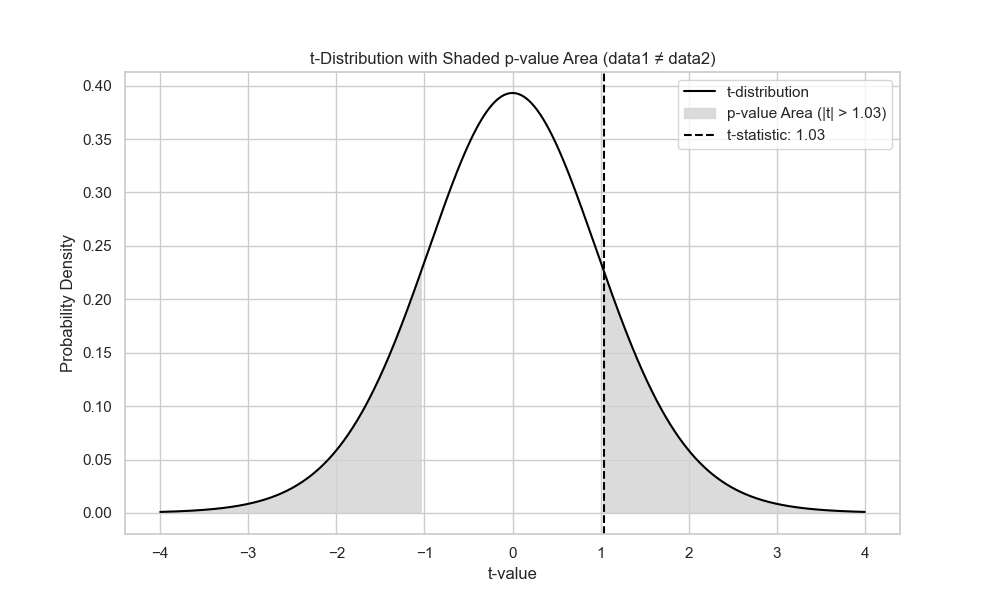 t-Distribution with Shaded p-value Area (data1 ≠ data2)
t-distribution
p-value Area (|t| > 1.03)
t-statistic: 1.03
Probability Density
0.40
0.35
0.30
0.25
0.20
0.15
0.10
0.05
0.00
−4 −3 −2 −1 0 1 2 3 4
t-value